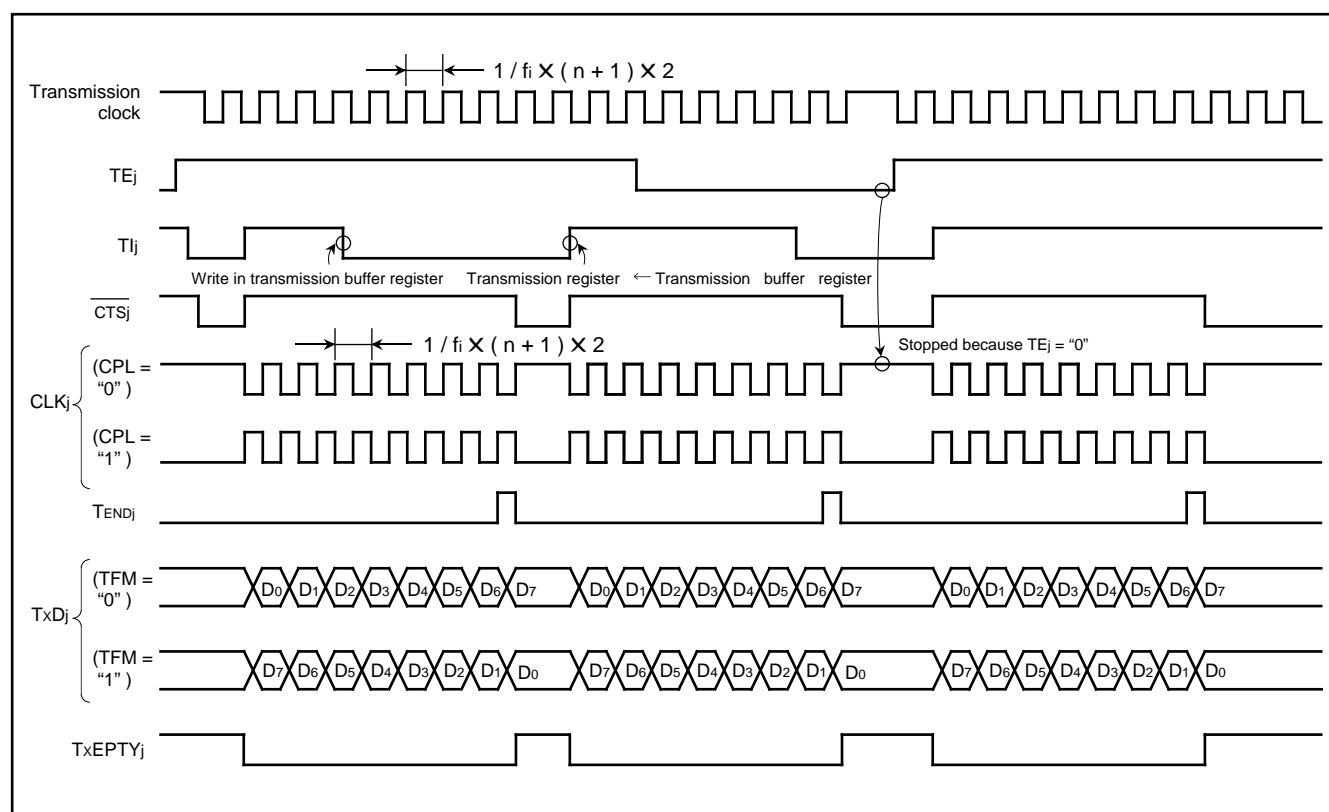 1 / fi ✕ ( n + 1 ) ✕ 2
Transmission
clock
TEj
TIj
Write in transmission buffer register
Transmission register ← Transmission buffer register
CTSj
1 / fi ✕ ( n + 1 ) ✕ 2
Stopped because TEj = “0”
(CPL =
“0” )
CLKj
(CPL =
“1” )
TENDj
(TFM =
“0”)
D0 D1 D2 D3 D4 D5 D6 D7 D0 D1 D2 D3 D4 D5 D6 D7 D0 D1 D2 D3 D4 D5 D6 D7
TxDj
(TFM =
“1”)
D7 D6 D5 D4 D3 D2 D1 D0 D7 D6 D5 D4 D3 D2 D1 D0 D7 D6 D5 D4 D3 D2 D1 D0
TxEPTYj